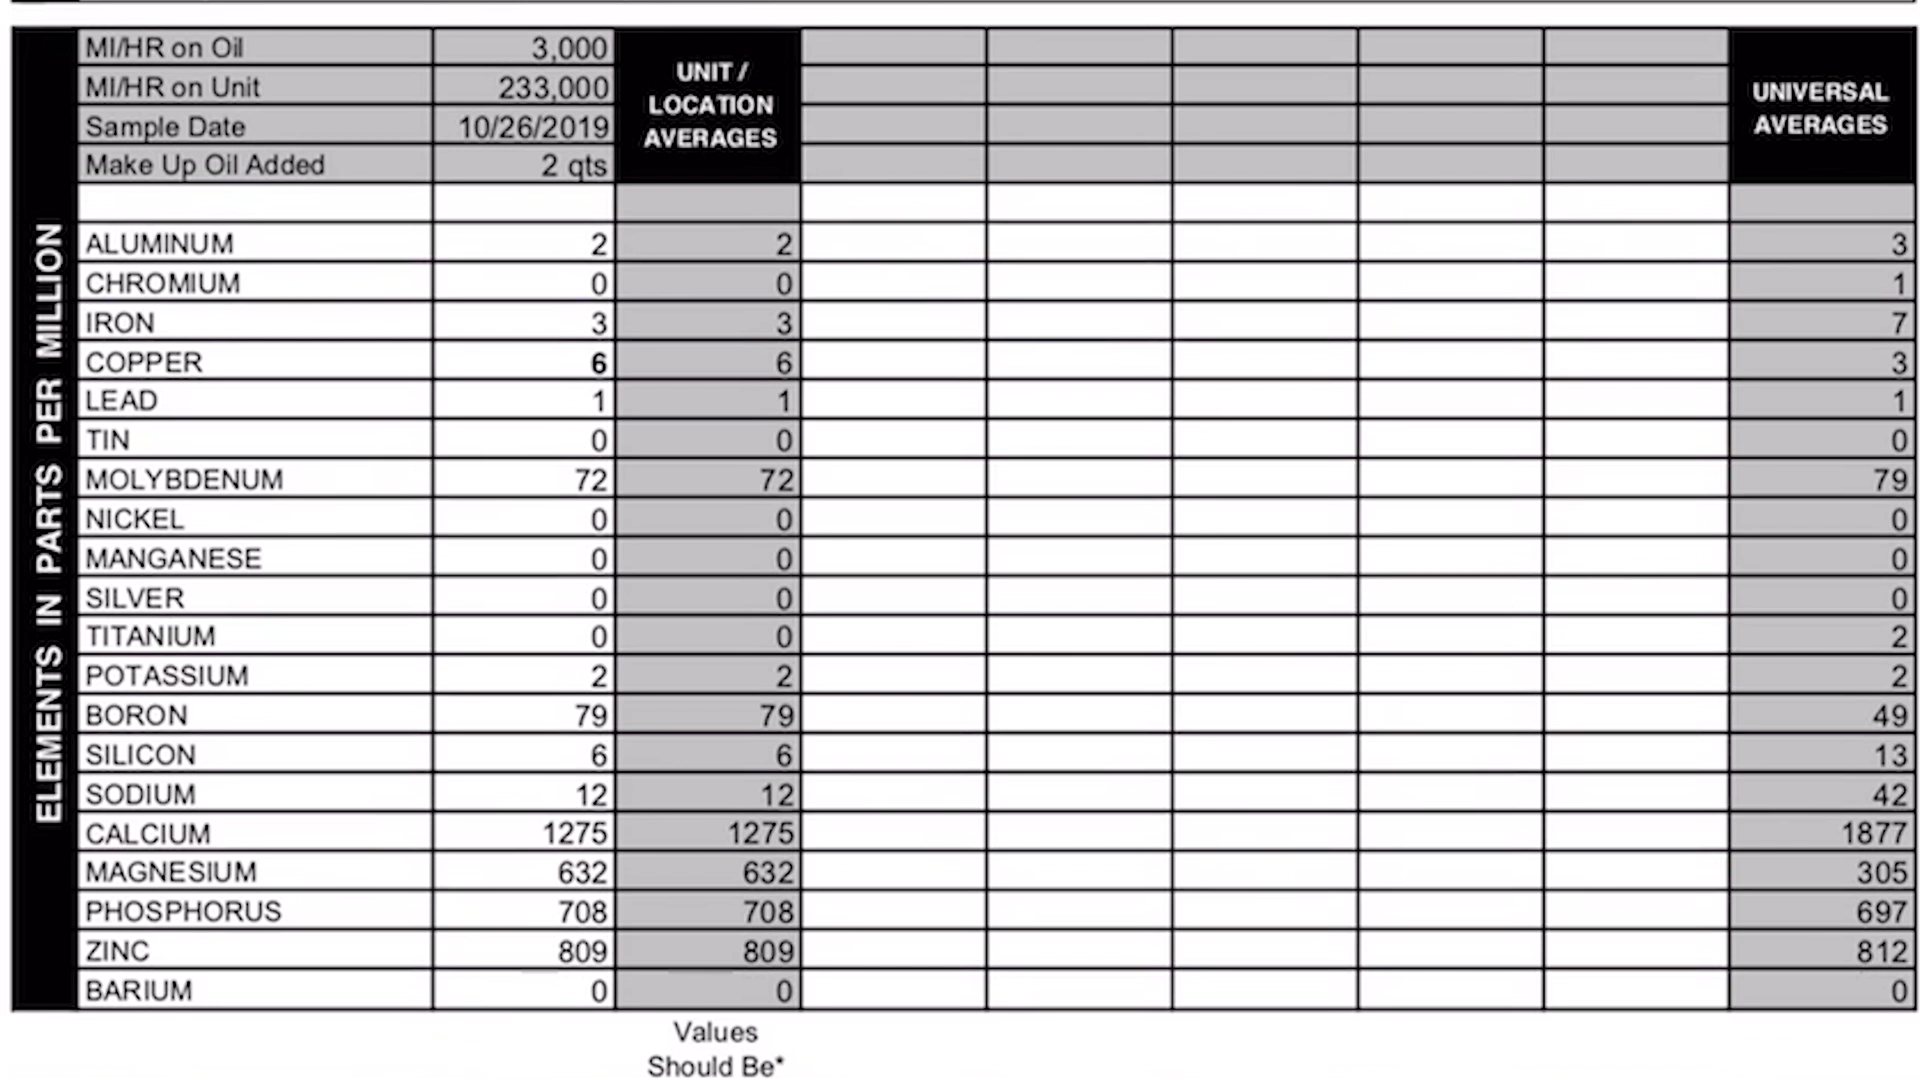 MI/HR on Oil 3,000
MI/HR on Unit 233,000
Sample Date 10/26/2019
Make Up Oil Added 2 qts
UNIT /
LOCATION
AVERAGES
UNIVERSAL
AVERAGES
ELEMENTS IN PARTS PER MILLION
ALUMINUM 2 2 3
CHROMIUM 0 0 1
IRON 3 3 7
COPPER 6 6 3
LEAD 1 1 1
TIN 0 0 0
MOLYBDENUM 72 72 79
NICKEL 0 0 0
MANGANESE 0 0 0
SILVER 0 0 0
TITANIUM 0 0 2
POTASSIUM 2 2 2
BORON 79 79 49
SILICON 6 6 13
SODIUM 12 12 42
CALCIUM 1275 1275 1877
MAGNESIUM 632 632 305
PHOSPHORUS 708 708 697
ZINC 809 809 812
BARIUM 0 0 0
Values
Should Be*